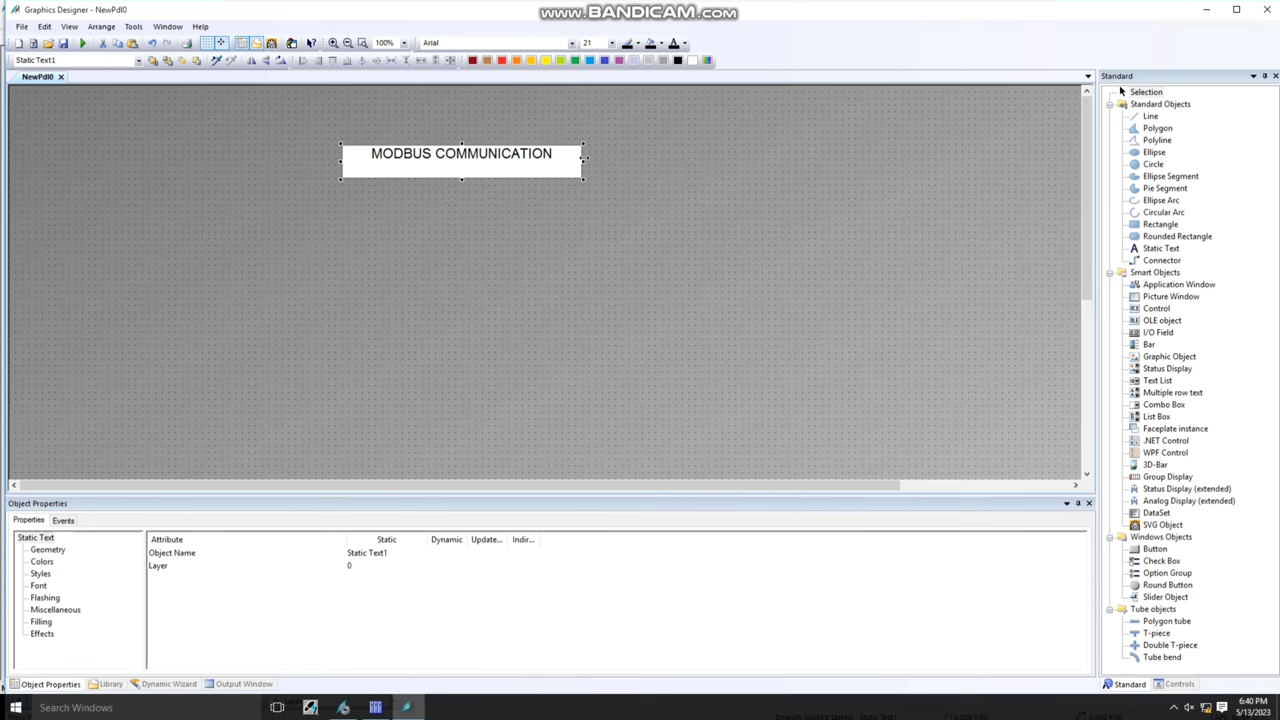 Graphics Designer - NewPdl0
www.BANDICAM.com
File Edit View Arrange Tools Window Help
100% Arial 21
Static Text1
NewPdl0
MODBUS COMMUNICATION
Standard
Selection
Standard Objects
Line
Polygon
Polyline
Ellipse
Circle
Ellipse Segment
Pie Segment
Ellipse Arc
Circular Arc
Rectangle
Rounded Rectangle
Static Text
Connector
Smart Objects
Application Window
Picture Window
Control
OLE object
I/O Field
Bar
Graphic Object
Status Display
Text List
Multiple row text
Combo Box
List Box
Faceplate instance
.NET Control
WPF Control
3D-Bar
Group Display
Status Display (extended)
Analog Display (extended)
DataSet
SVG Object
Windows Objects
Button
Check Box
Option Group
Round Button
Slider Object
Tube objects
Polygon tube
T-piece
Double T-piece
Tube bend
Standard Controls
Object Properties
Properties Events
Static Text
Geometry
Colors
Styles
Font
Flashing
Miscellaneous
Filling
Effects
Attribute Static Dynamic Update... Indir...
Object Name Static Text1
Layer 0
Object Properties Library Dynamic Wizard Output Window
Search Windows
6:40 PM
5/13/2023